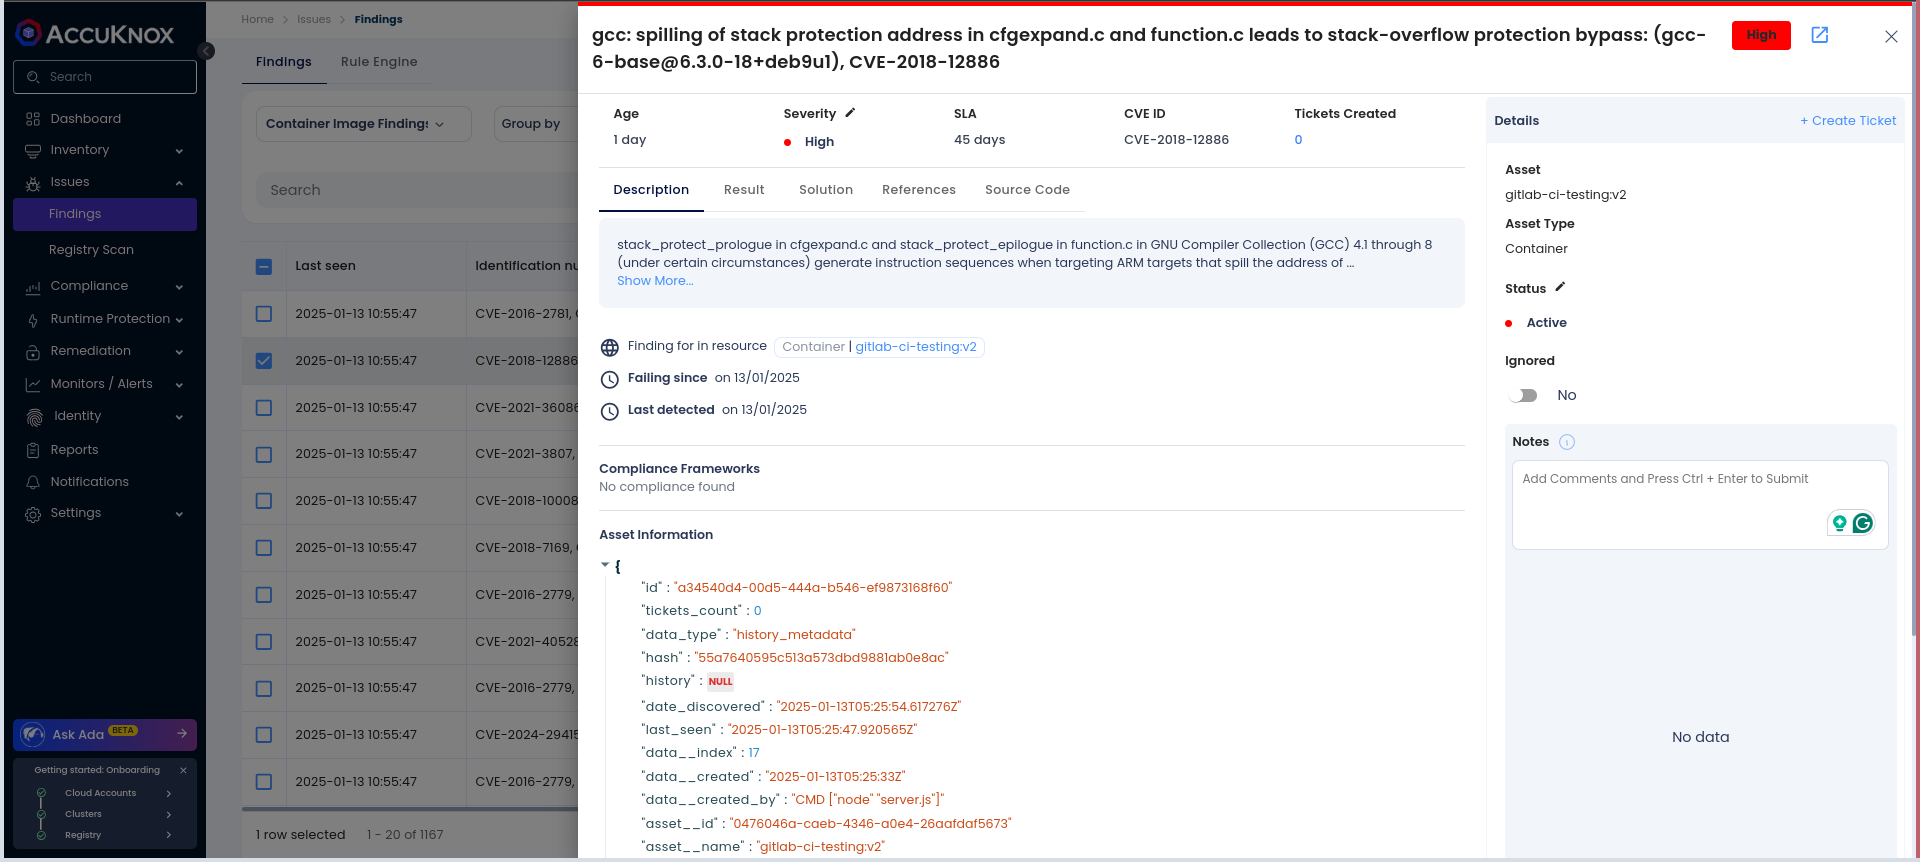 ACCUKNOX
Search
Dashboard
Inventory
Issues
Findings
Registry Scan
Compliance
Runtime Protection
Remediation
Monitors / Alerts
Identity
Reports
Notifications
Settings
Ask Ada BETA
Getting started: Onboarding
Cloud Accounts
Clusters
Registry
Home > Issues > Findings
Findings Rule Engine
Container Image Findings Group by
Search
Last seen Identification nu
2025-01-13 10:55:47 CVE-2016-2781,
2025-01-13 10:55:47 CVE-2018-12886
2025-01-13 10:55:47 CVE-2021-36086
2025-01-13 10:55:47 CVE-2021-3807,
2025-01-13 10:55:47 CVE-2018-10008
2025-01-13 10:55:47 CVE-2018-7169,
2025-01-13 10:55:47 CVE-2016-2779,
2025-01-13 10:55:47 CVE-2021-40528
2025-01-13 10:55:47 CVE-2016-2779,
2025-01-13 10:55:47 CVE-2024-29415
2025-01-13 10:55:47 CVE-2016-2779,
1 row selected 1 - 20 of 1167
gcc: spilling of stack protection address in cfgexpand.c and function.c leads to stack-overflow protection bypass: (gcc-
6-base@6.3.0-18+deb9u1), CVE-2018-12886
High
Age Severity SLA CVE ID Tickets Created
1 day High 45 days CVE-2018-12886 0
Description Result Solution References Source Code
stack_protect_prologue in cfgexpand.c and stack_protect_epilogue in function.c in GNU Compiler Collection (GCC) 4.1 through 8
(under certain circumstances) generate instruction sequences when targeting ARM targets that spill the address of ...
Show More...
Finding for in resource Container | gitlab-ci-testing:v2
Failing since on 13/01/2025
Last detected on 13/01/2025
Compliance Frameworks
No compliance found
Asset Information
{
"id" : "a34540d4-00d5-444a-b546-ef9873168f60"
"tickets_count" : 0
"data_type" : "history_metadata"
"hash" : "55a7640595c513a573dbd9881ab0e8ac"
"history" : NULL
"date_discovered" : "2025-01-13T05:25:54.617276Z"
"last_seen" : "2025-01-13T05:25:47.920565Z"
"data__index" : 17
"data__created" : "2025-01-13T05:25:33Z"
"data__created_by" : "CMD ["node" "server.js"]"
"asset__id" : "0476046a-caeb-4346-a0e4-26aafdaf5673"
"asset__name" : "gitlab-ci-testing:v2"
Details + Create Ticket
Asset
gitlab-ci-testing:v2
Asset Type
Container
Status
Active
Ignored
No
Notes
Add Comments and Press Ctrl + Enter to Submit
No data